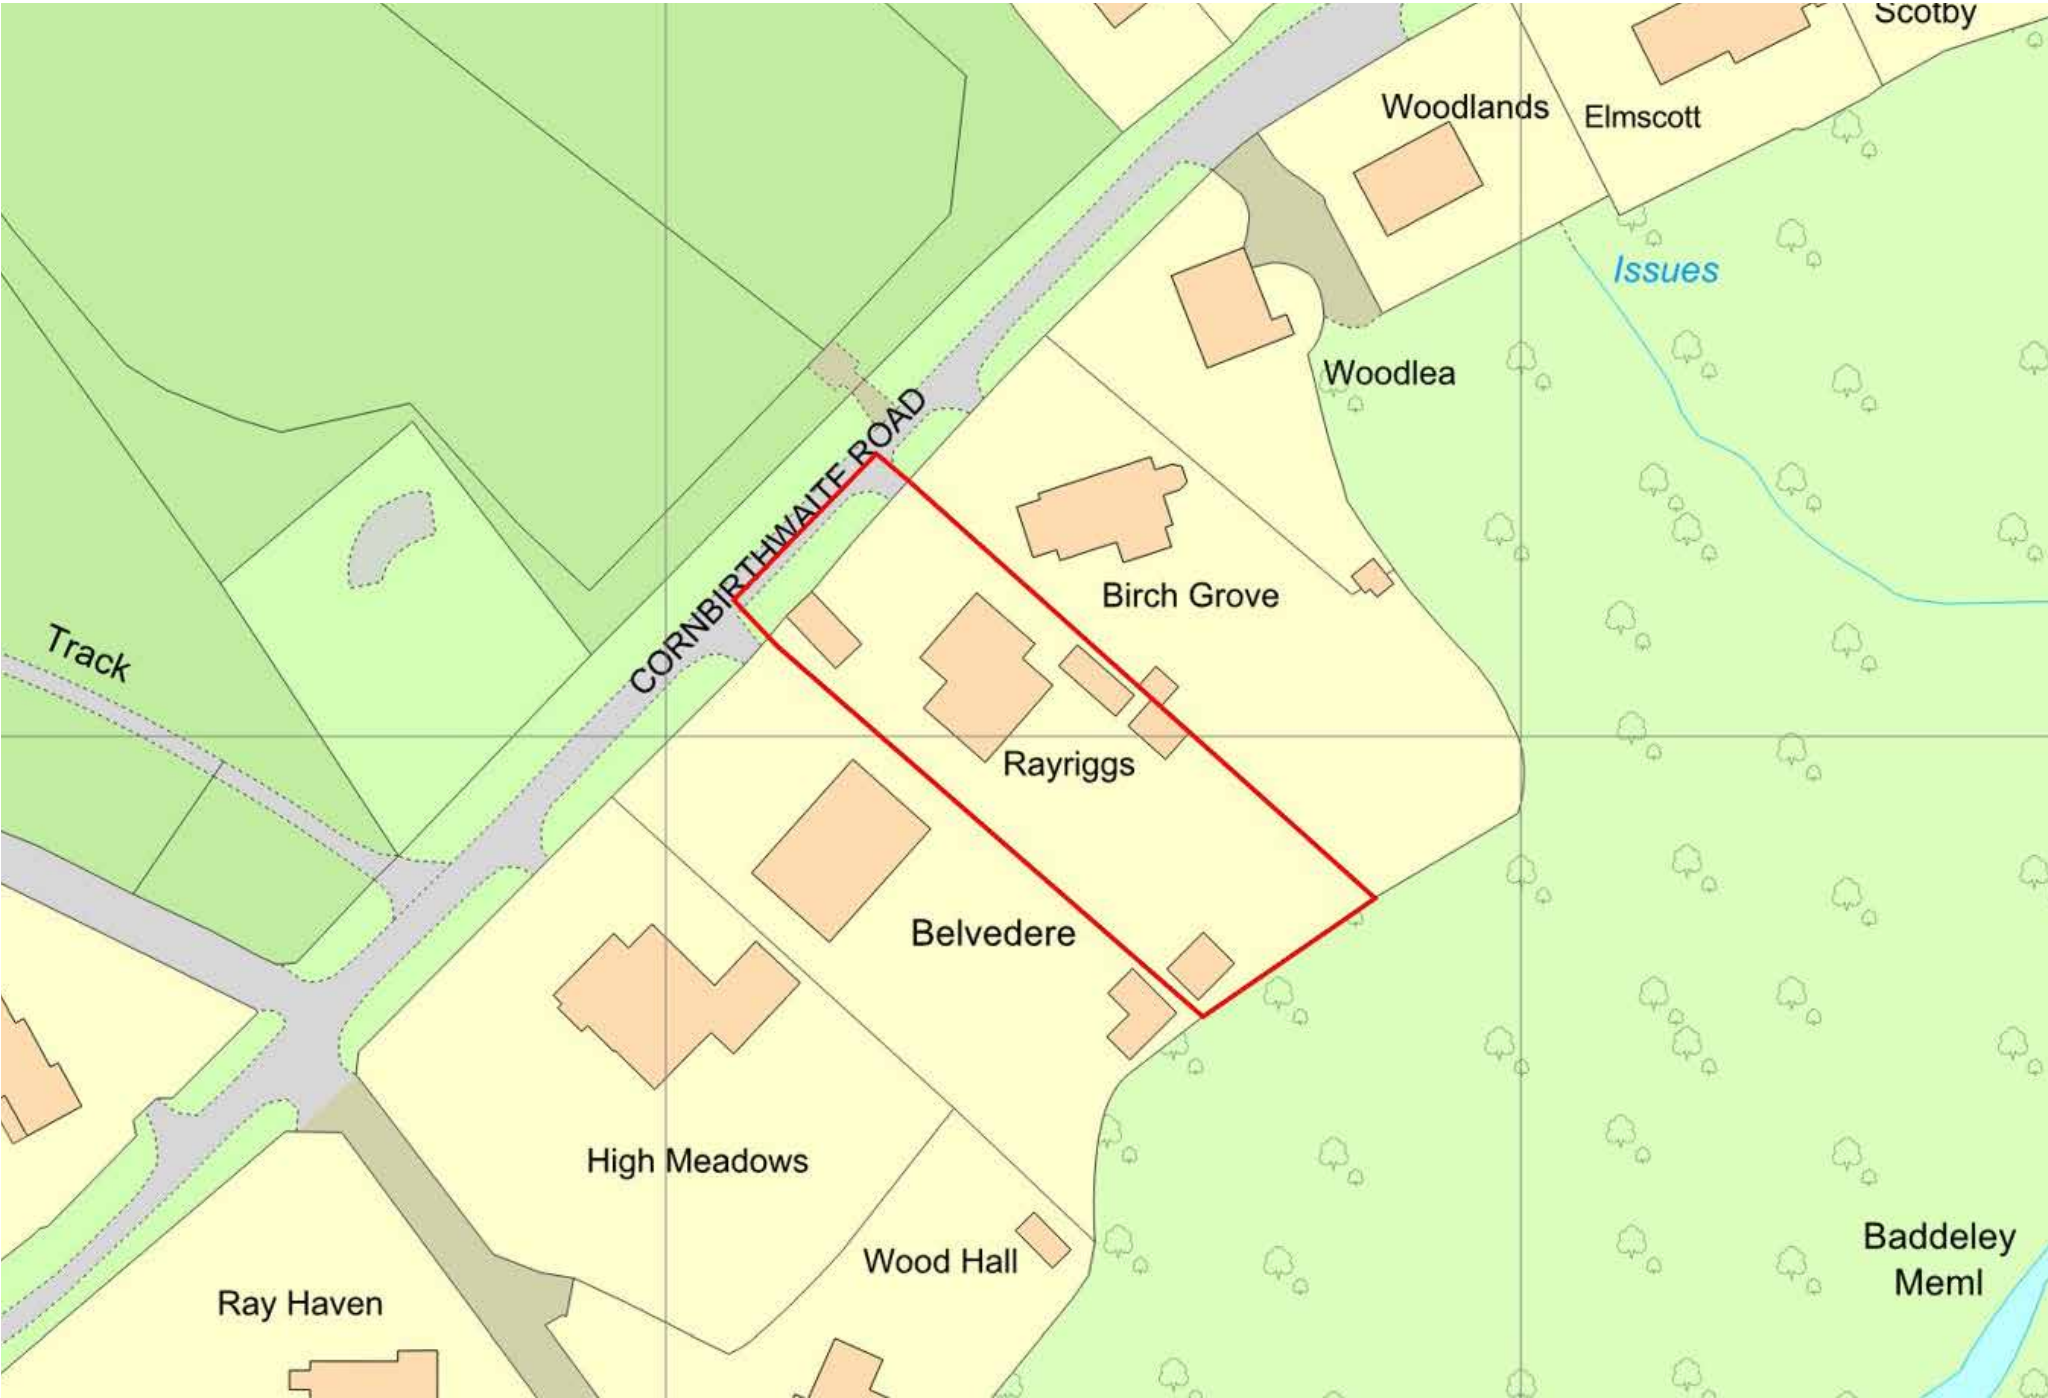 Scotby
Woodlands
Elmscott
Issues
Woodlea
CORNBIRTHWAITE ROAD
Birch Grove
Track
Rayriggs
Belvedere
High Meadows
Wood Hall
Baddeley
Meml
Ray Haven